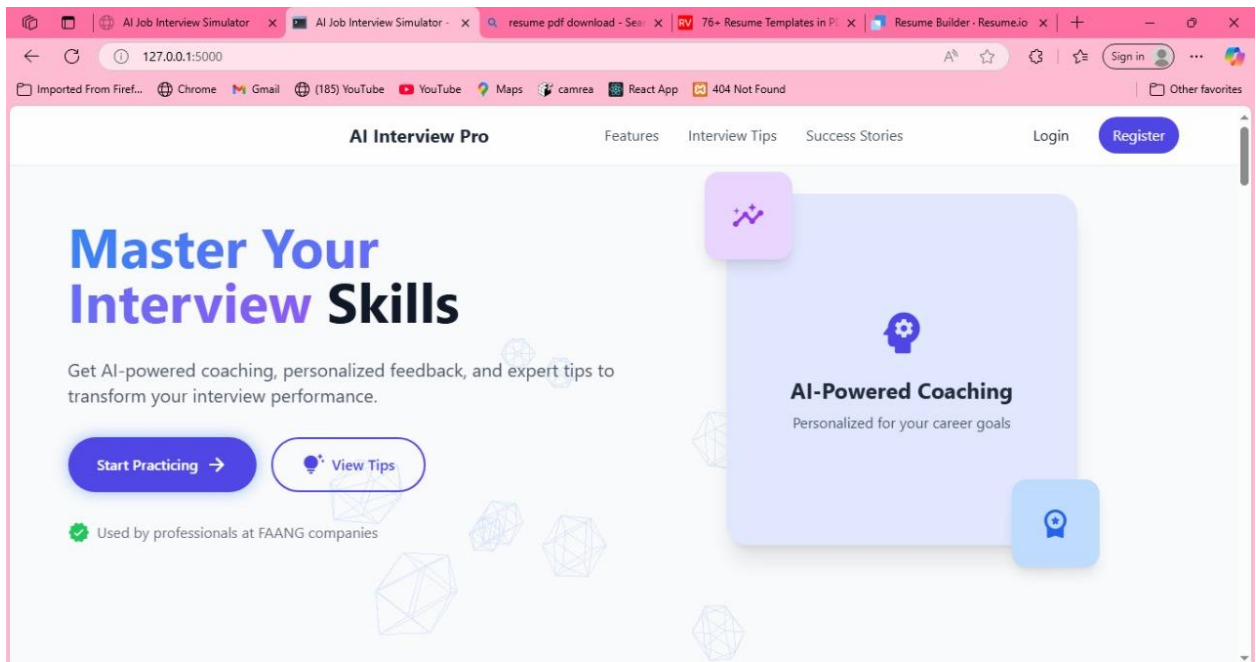 AI Job Interview Simulator
AI Job Interview Simulator -
resume pdf download - Sear
RV 76+ Resume Templates in P
Resume Builder · Resume.io
127.0.0.1:5000
Sign in
Imported From Firef...
Chrome
Gmail
(185) YouTube
YouTube
Maps
camrea
React App
404 Not Found
Other favorites
AI Interview Pro
Features
Interview Tips
Success Stories
Login
Register
Master Your
Interview Skills
Get AI-powered coaching, personalized feedback, and expert tips to
transform your interview performance.
Start Practicing →
View Tips
Used by professionals at FAANG companies
AI-Powered Coaching
Personalized for your career goals